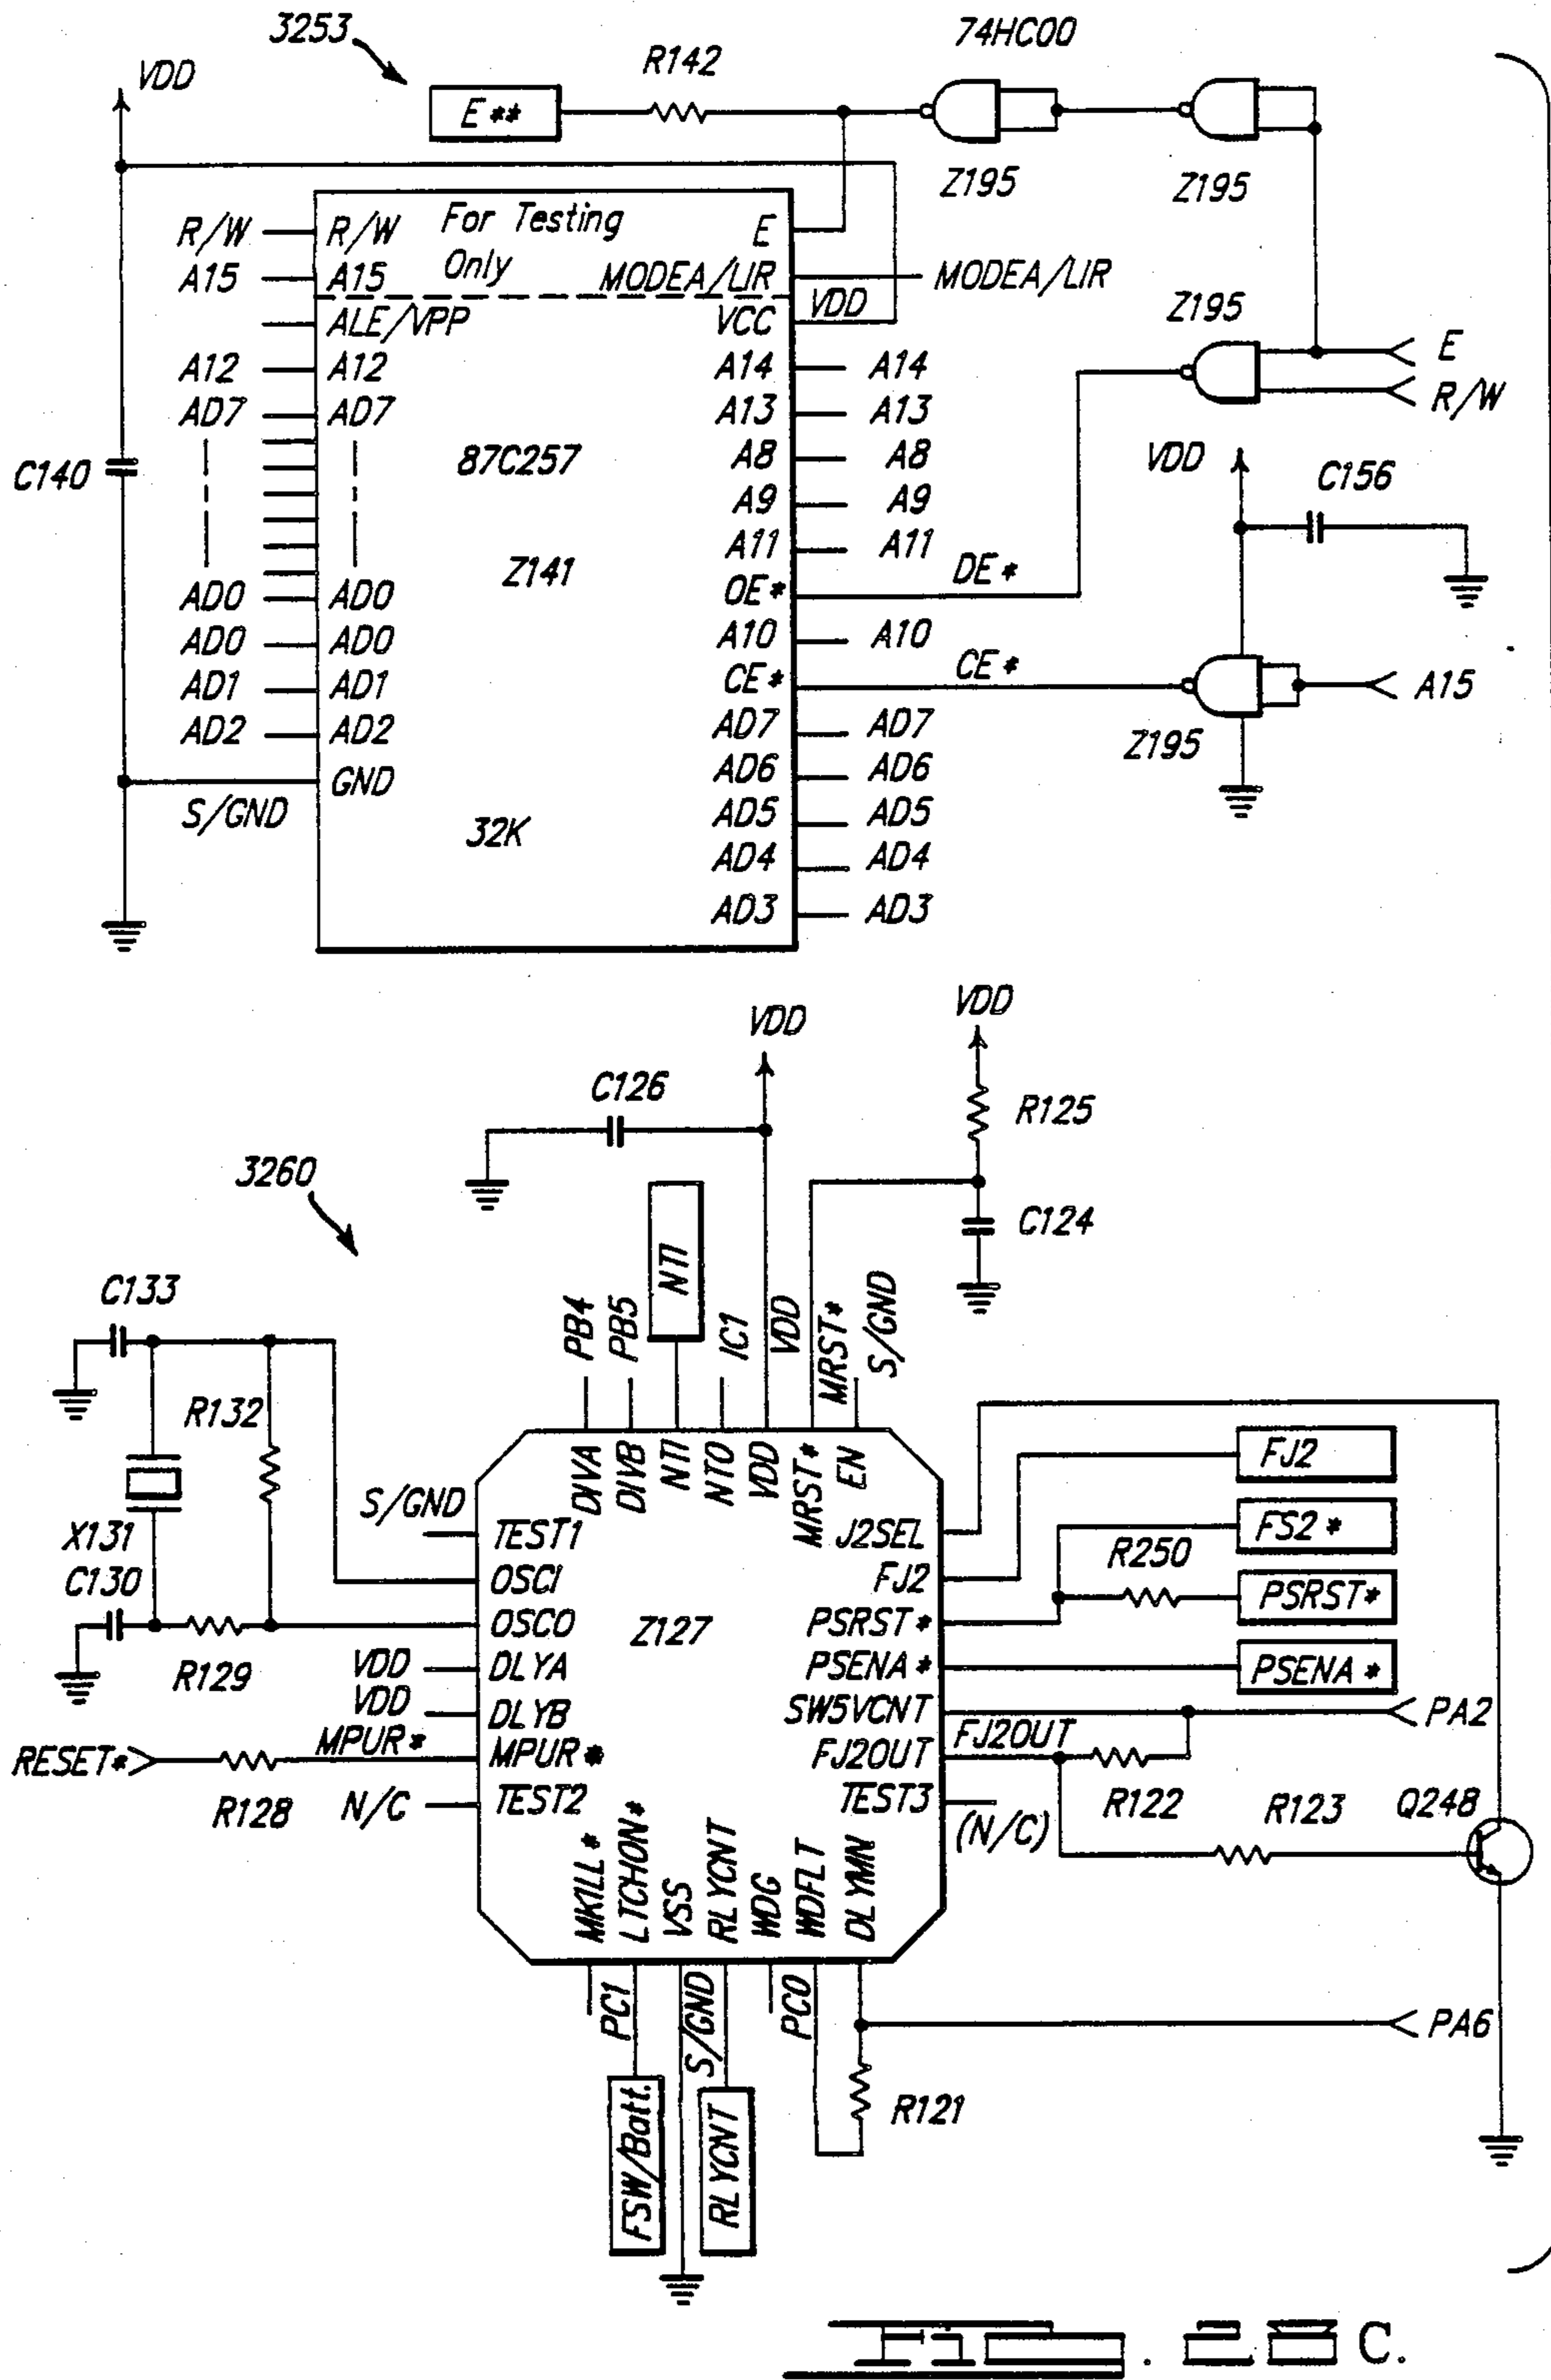 3253
74HC00
VDD
R142
E**
Z195
Z195
R/W
R/W
For Testing
Only
E
A15
A15
MODEA/LIR
MODEA/LIR
ALE/VPP
VCC
VDD
Z195
E
R/W
A12
A12
A14
A14
AD7
AD7
A13
A13
C140
87C257
A8
A8
VDD
C156
A9
A9
A11
A11
Z141
OE*
DE*
AD0
AD0
AD0
AD0
A10
A10
AD1
AD1
CE*
CE*
A15
Z195
AD2
AD2
AD7
AD7
GND
S/GND
AD6
AD6
32K
AD5
AD5
AD4
AD4
AD3
AD3
VDD
VDD
C126
R125
3260
C124
NTI
C133
PB4
PB5
IC1
VDD
MRST*
S/GND
R132
DIVA
DIVB
NTI
NTO
VDD
MRST*
EN
FJ2
S/GND
TEST1
J2SEL
FS2*
X131
OSCI
FJ2
R250
C130
OSCO
Z127
PSRST*
PSRST*
R129
VDD
DLYA
PSENA*
PSENA*
VDD
DLYB
SW5VCNT
PA2
RESET*
MPUR*
MPUR*
FJ2OUT
FJ2OUT
R128
N/C
TEST2
TEST3
(N/C)
R122
R123
Q248
MKILL*
LTCHON*
VSS
RLYCNT
WDG
WDFLT
DLYMN
PC1
S/GND
PC0
PA6
R121
FSW/Batt.
RLYCNT
C.